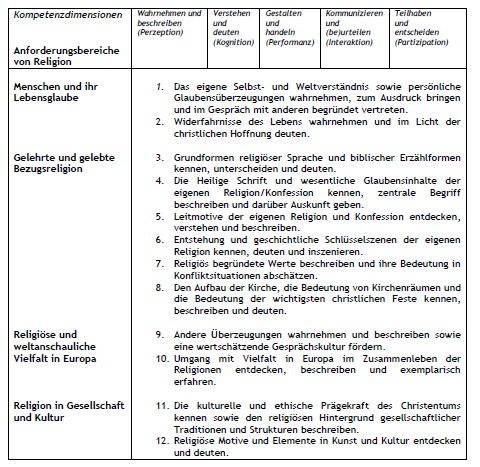 Kompetenzdimensionen
Anforderungsbereiche
von Religion
Wahrnehmen und
beschreiben
(Perzeption)
Verstehen
und
deuten
(Kognition)
Gestalten
und
handeln
(Performanz)
Kommunizieren
und
(be)urteilen
(Interaktion)
Teilhaben
und
entscheiden
(Partizipation)
Menschen und ihr
Lebensglaube
1. Das eigene Selbst- und Weltverständnis sowie persönliche
Glaubensüberzeugungen wahrnehmen, zum Ausdruck bringen
und im Gespräch mit anderen begründet vertreten.
2. Widerfahrnisse des Lebens wahrnehmen und im Licht der
christlichen Hoffnung deuten.
Gelehrte und gelebte
Bezugsreligion
3. Grundformen religiöser Sprache und biblischer Erzählformen
kennen, unterscheiden und deuten.
4. Die Heilige Schrift und wesentliche Glaubensinhalte der
eigenen Religion/Konfession kennen, zentrale Begriff
beschreiben und darüber Auskunft geben.
5. Leitmotive der eigenen Religion und Konfession entdecken,
verstehen und beschreiben.
6. Entstehung und geschichtliche Schlüsselszenen der eigenen
Religion kennen, deuten und inszenieren.
7. Religiös begründete Werte beschreiben und ihre Bedeutung in
Konfliktsituationen abschätzen.
8. Den Aufbau der Kirche, die Bedeutung von Kirchenräumen und
die Bedeutung der wichtigsten christlichen Feste kennen,
beschreiben und deuten.
Religiöse und
weltanschauliche
Vielfalt in Europa
9. Andere Überzeugungen wahrnehmen und beschreiben sowie
eine wertschätzende Gesprächskultur fördern.
10. Umgang mit Vielfalt in Europa im Zusammenleben der
Religionen entdecken, beschreiben und exemplarisch
erfahren.
Religion in Gesellschaft
und Kultur
11. Die kulturelle und ethische Prägekraft des Christentums
kennen sowie den religiösen Hintergrund gesellschaftlicher
Traditionen und Strukturen beschreiben.
12. Religiöse Motive und Elemente in Kunst und Kultur entdecken
und deuten.